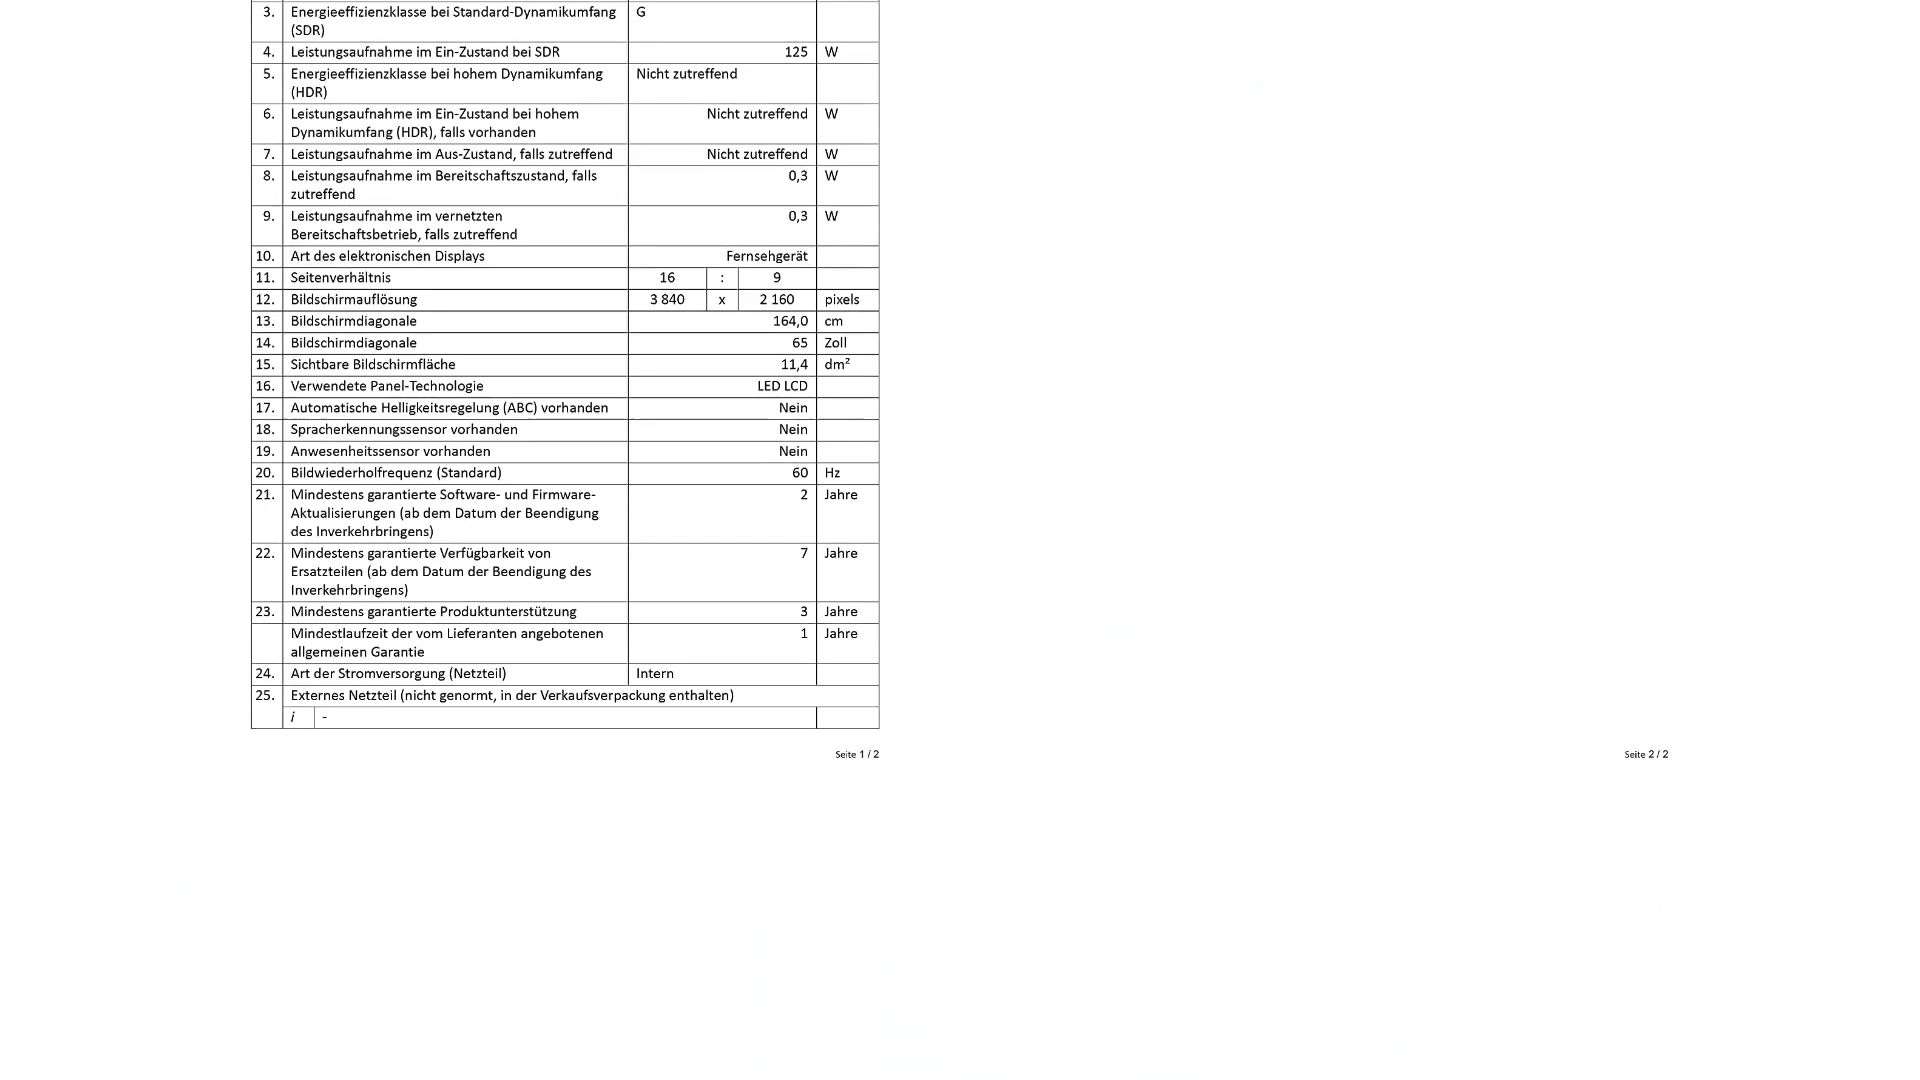 3. Energieeffizienzklasse bei Standard-Dynamikumfang G
(SDR)
4. Leistungsaufnahme im Ein-Zustand bei SDR 125 W
5. Energieeffizienzklasse bei hohem Dynamikumfang Nicht zutreffend
(HDR)
6. Leistungsaufnahme im Ein-Zustand bei hohem Nicht zutreffend W
Dynamikumfang (HDR), falls vorhanden
7. Leistungsaufnahme im Aus-Zustand, falls zutreffend Nicht zutreffend W
8. Leistungsaufnahme im Bereitschaftszustand, falls 0,3 W
zutreffend
9. Leistungsaufnahme im vernetzten 0,3 W
Bereitschaftsbetrieb, falls zutreffend
10. Art des elektronischen Displays Fernsehgerät
11. Seitenverhältnis 16 : 9
12. Bildschirmauflösung 3 840 x 2 160 pixels
13. Bildschirmdiagonale 164,0 cm
14. Bildschirmdiagonale 65 Zoll
15. Sichtbare Bildschirmfläche 11,4 dm²
16. Verwendete Panel-Technologie LED LCD
17. Automatische Helligkeitsregelung (ABC) vorhanden Nein
18. Spracherkennungssensor vorhanden Nein
19. Anwesenheitssensor vorhanden Nein
20. Bildwiederholfrequenz (Standard) 60 Hz
21. Mindestens garantierte Software- und Firmware- 2 Jahre
Aktualisierungen (ab dem Datum der Beendigung
des Inverkehrbringens)
22. Mindestens garantierte Verfügbarkeit von 7 Jahre
Ersatzteilen (ab dem Datum der Beendigung des
Inverkehrbringens)
23. Mindestens garantierte Produktunterstützung 3 Jahre
Mindestlaufzeit der vom Lieferanten angebotenen 1 Jahre
allgemeinen Garantie
24. Art der Stromversorgung (Netzteil) Intern
25. Externes Netzteil (nicht genormt, in der Verkaufsverpackung enthalten)
i -
Seite 1 / 2
Seite 2 / 2